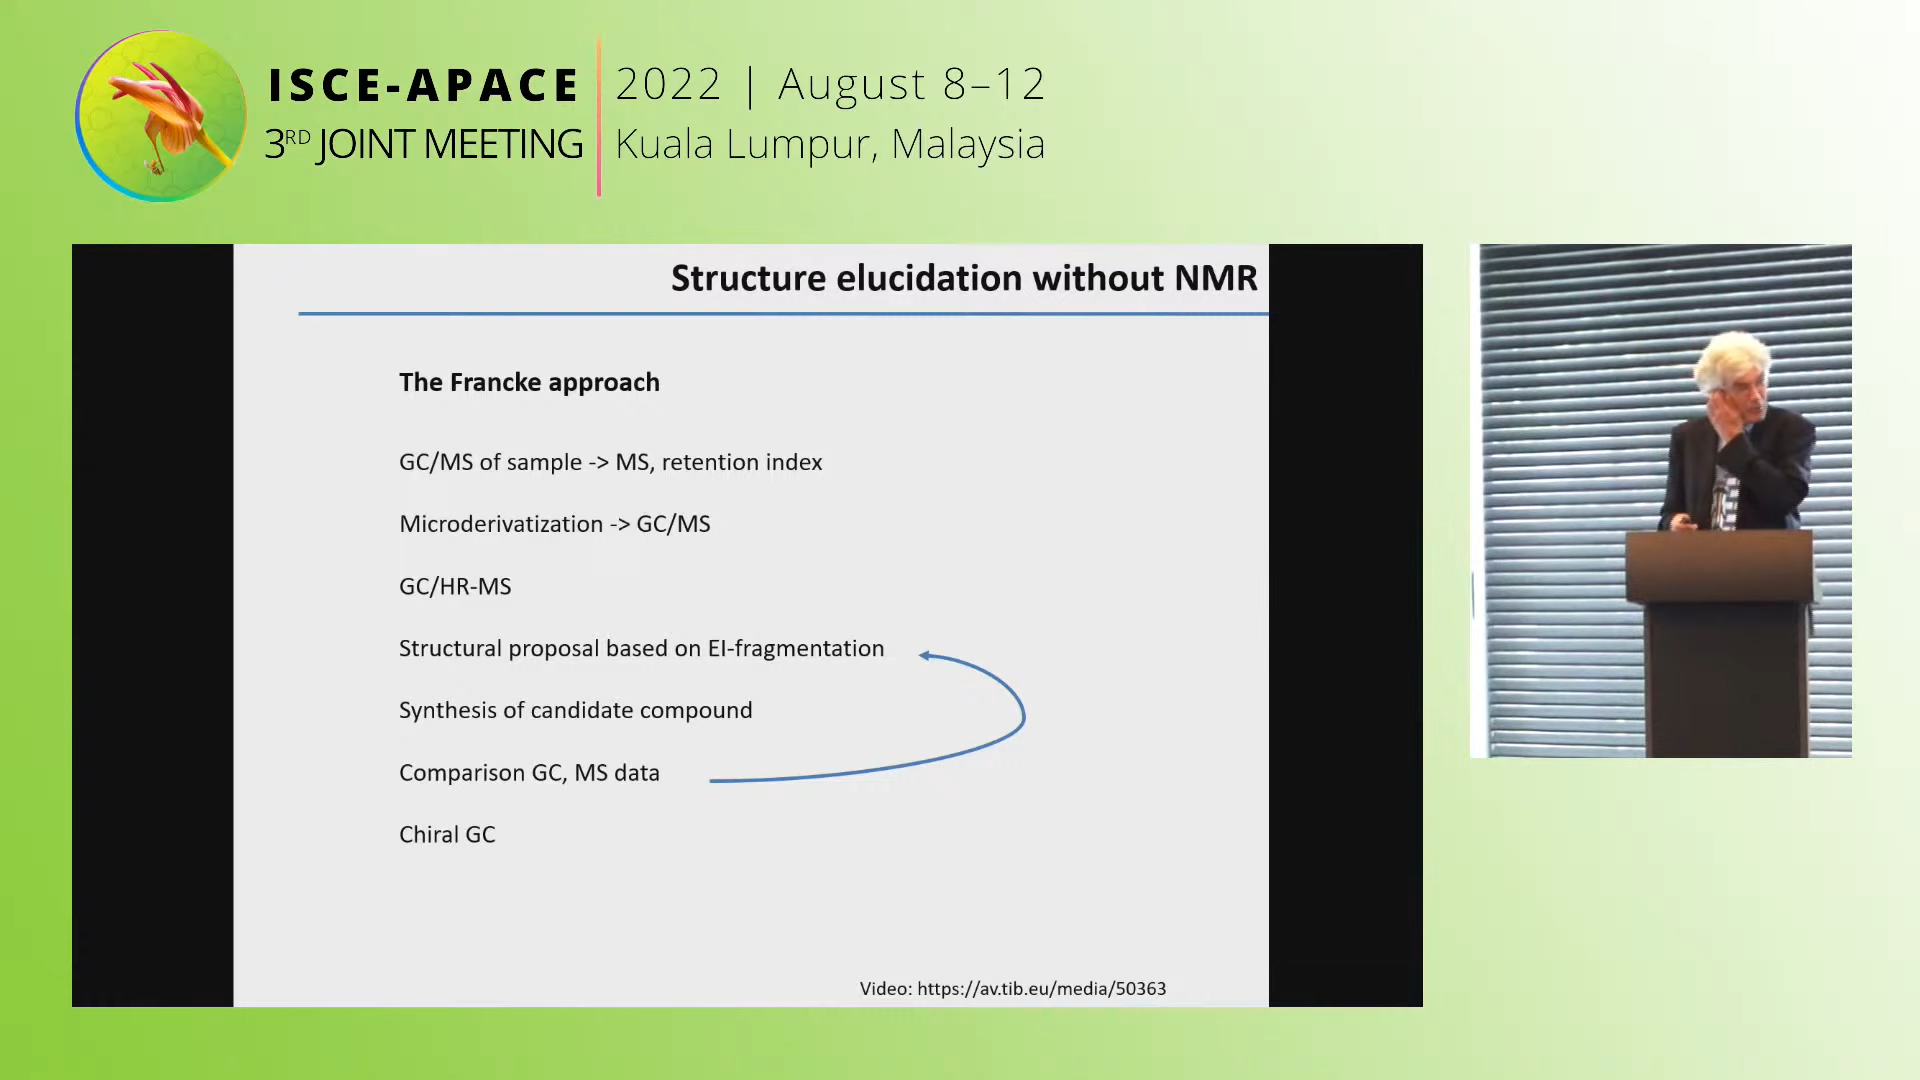 ISCE-APACE
3RD JOINT MEETING
2022 | August 8–12
Kuala Lumpur, Malaysia
Structure elucidation without NMR
The Francke approach
GC/MS of sample -> MS, retention index
Microderivatization -> GC/MS
GC/HR-MS
Structural proposal based on EI-fragmentation
Synthesis of candidate compound
Comparison GC, MS data
Chiral GC
Video: https://av.tib.eu/media/50363